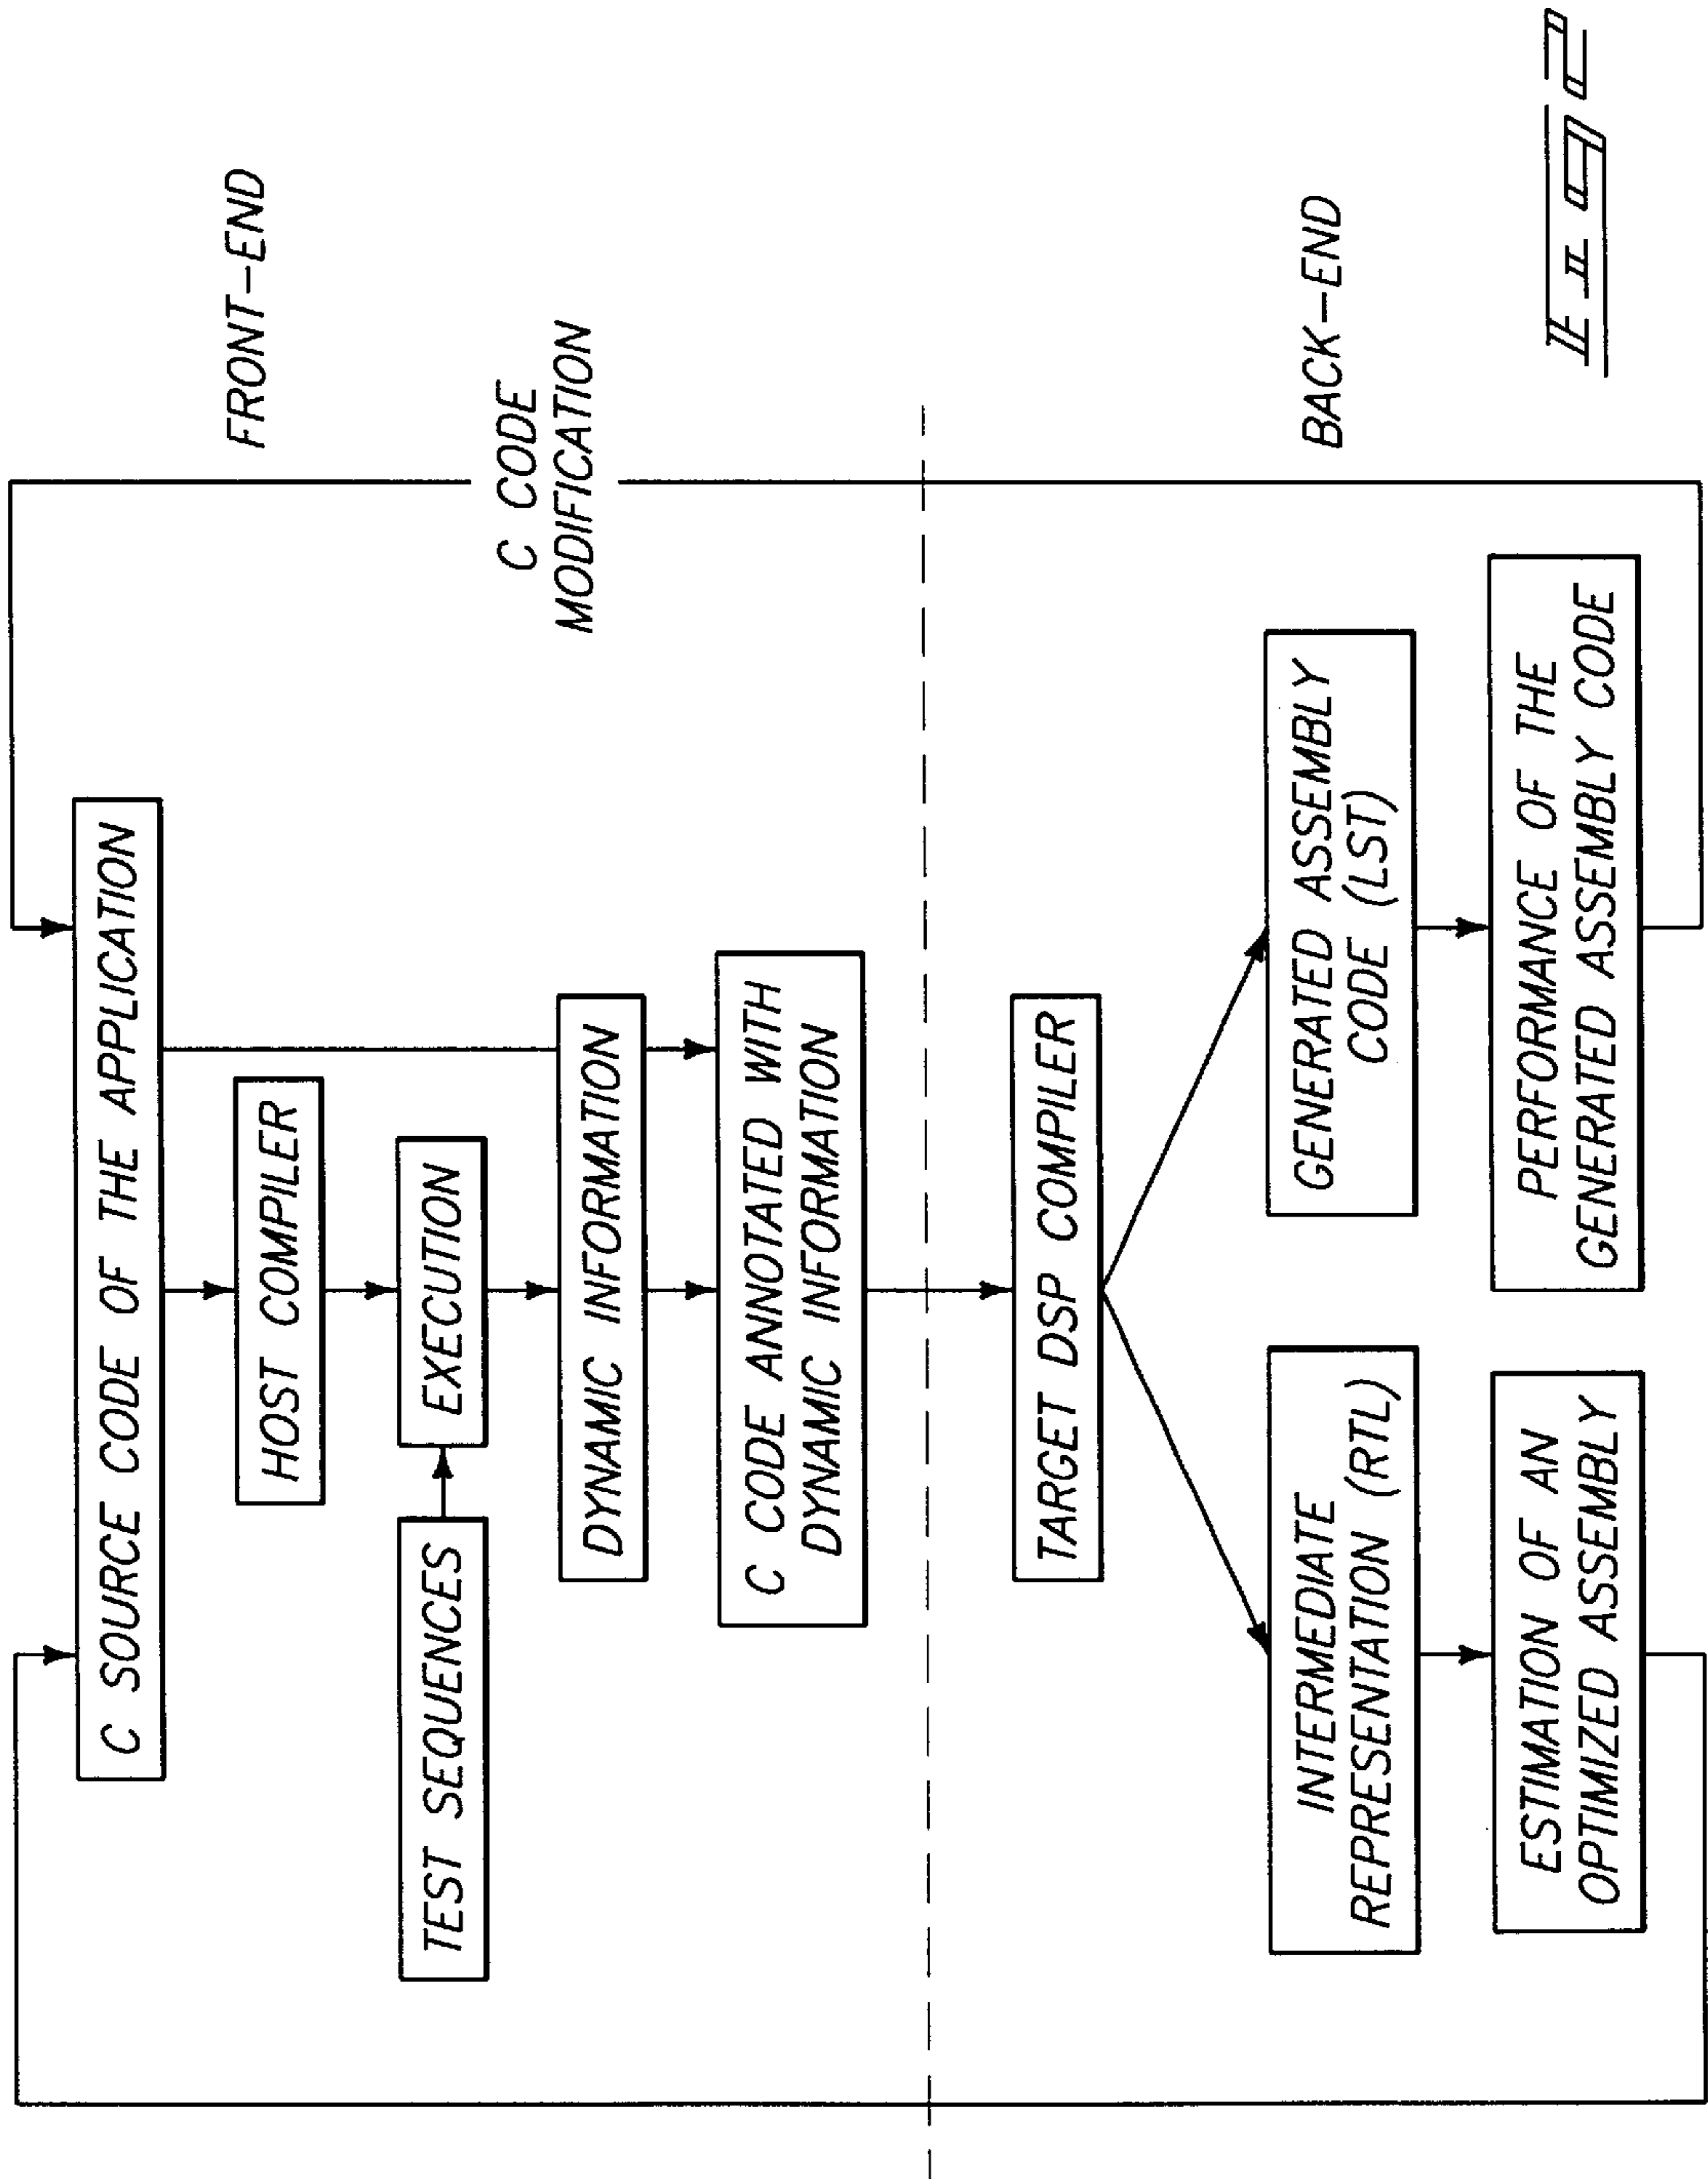 C SOURCE CODE OF THE APPLICATION
FRONT-END
HOST COMPILER
TEST SEQUENCES
EXECUTION
C CODE
MODIFICATION
DYNAMIC INFORMATION
C CODE ANNOTATED WITH
DYNAMIC INFORMATION
TARGET DSP COMPILER
INTERMEDIATE
REPRESENTATION (RTL)
GENERATED ASSEMBLY
CODE (LST)
BACK-END
ESTIMATION OF AN
OPTIMIZED ASSEMBLY
PERFORMANCE OF THE
GENERATED ASSEMBLY CODE
FIG 2